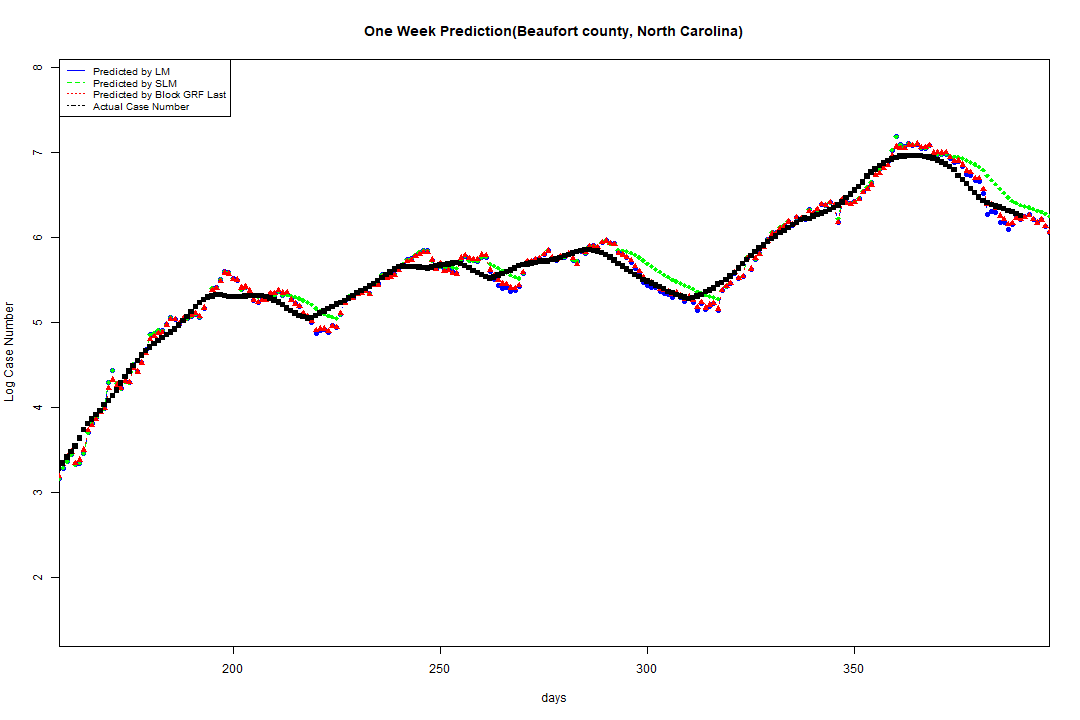 One Week Prediction(Beaufort county, North Carolina)
Predicted by LM
Predicted by SLM
Predicted by Block GRF Last
Actual Case Number
8
7
6
5
4
3
2
Log Case Number
200 250 300 350
days